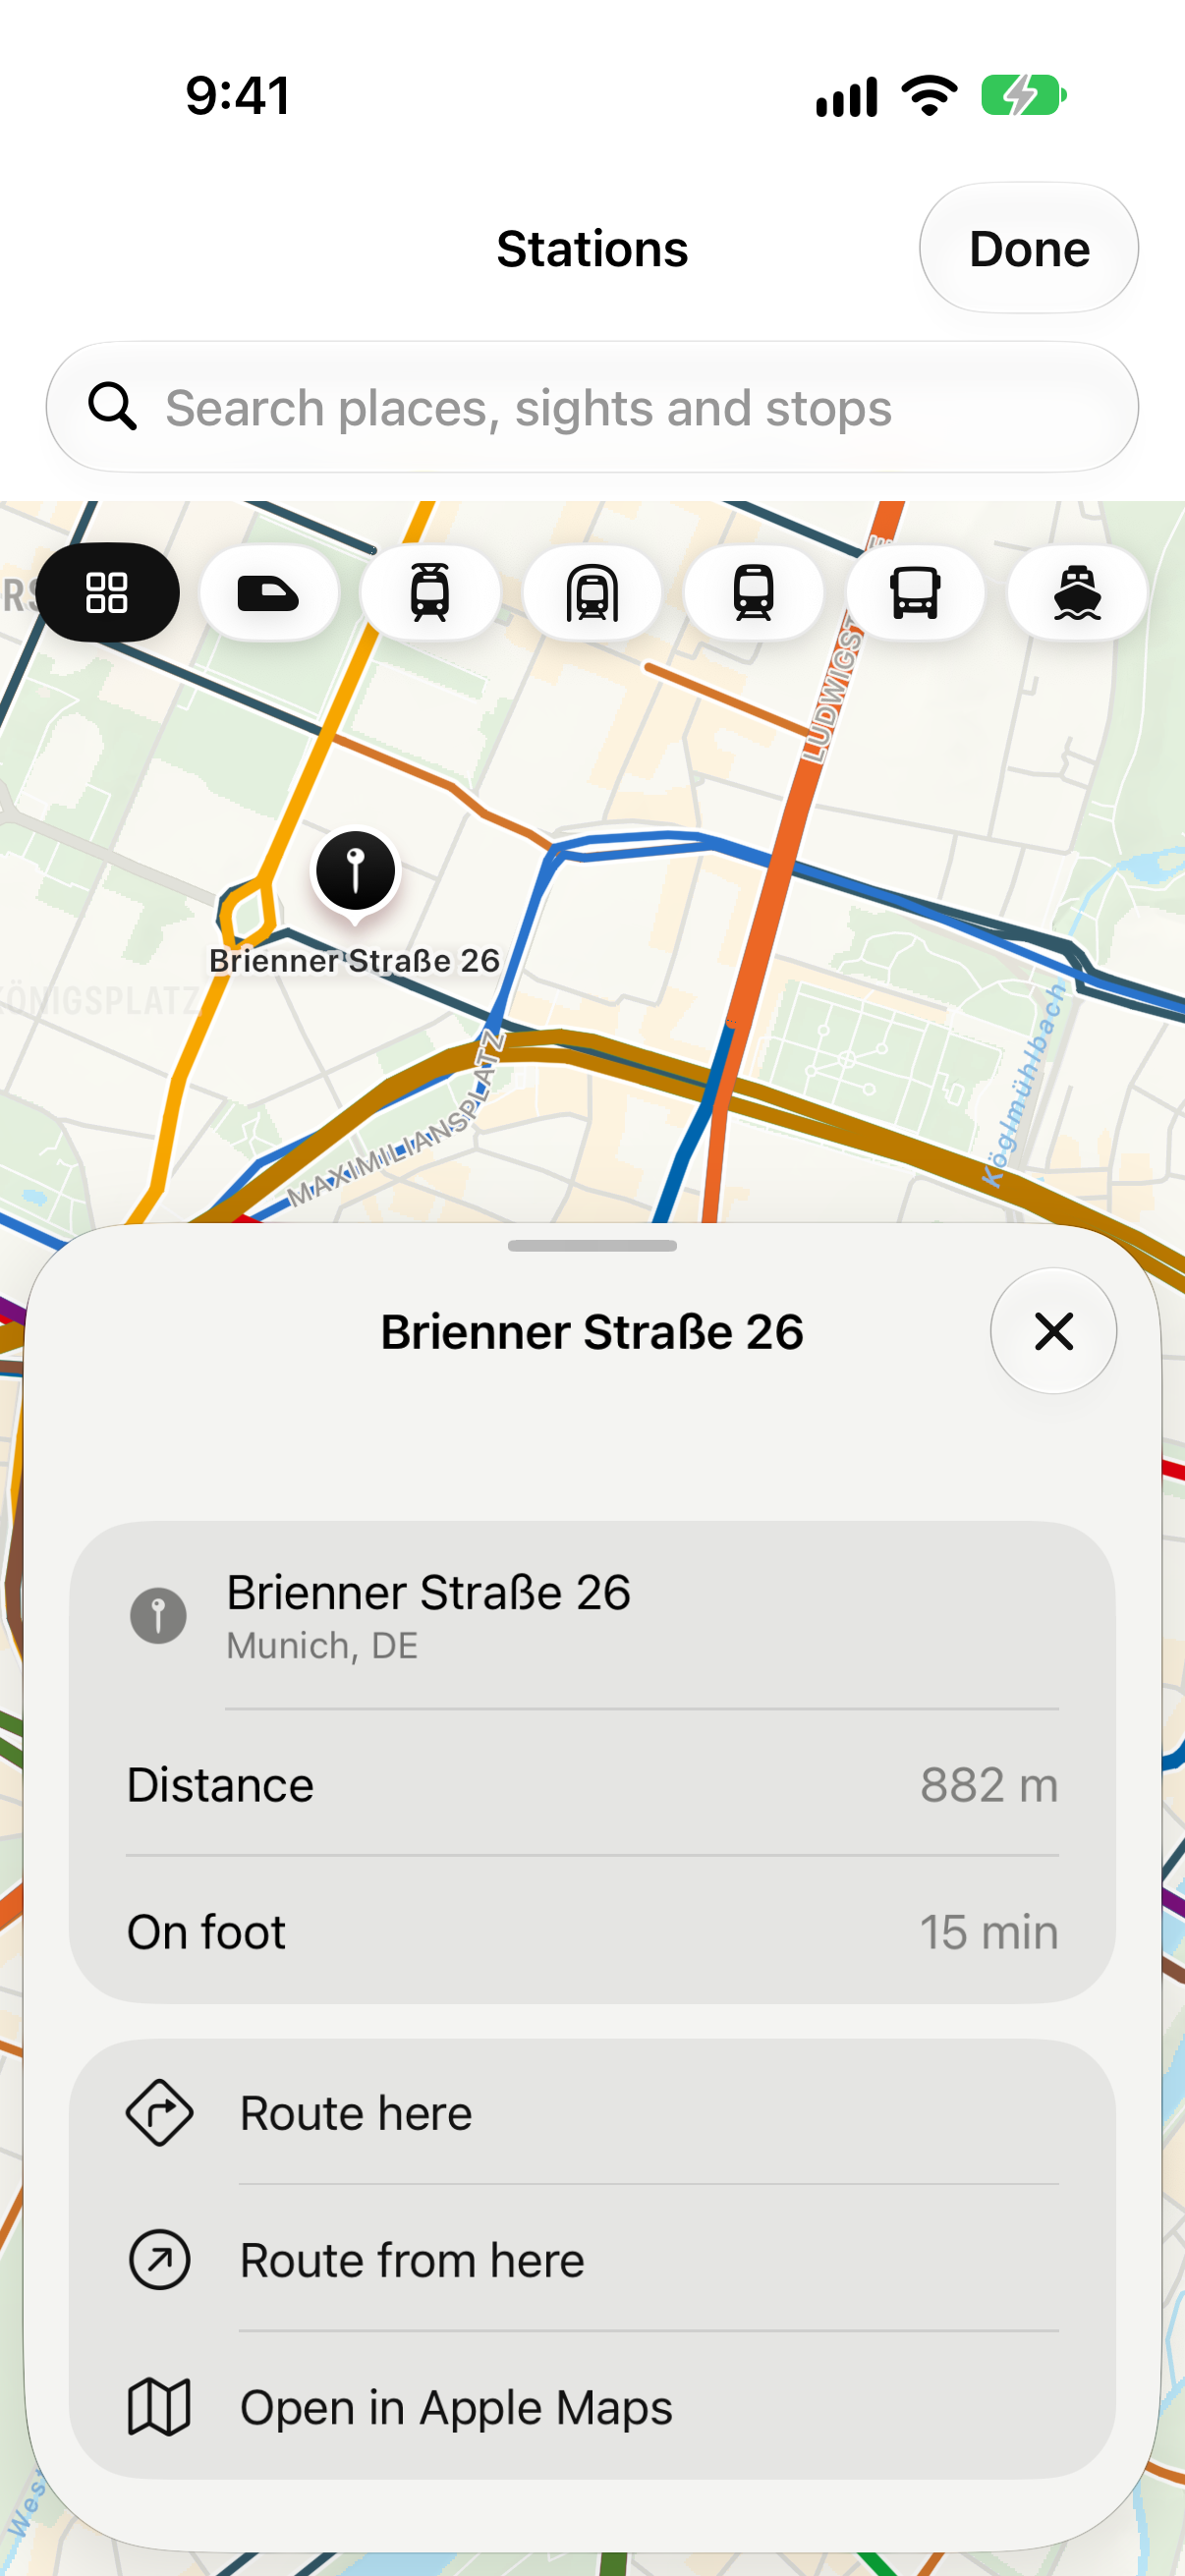 9:41
Stations
Done
Search places, sights and stops
LUDWIGST
Brienner Straße 26
KÖNIGSPLATZ
MAXIMILIANSPLATZ
Köglmühlbach
Brienner Straße 26
Brienner Straße 26
Munich, DE
Distance
882 m
On foot
15 min
Route here
Route from here
Open in Apple Maps
West